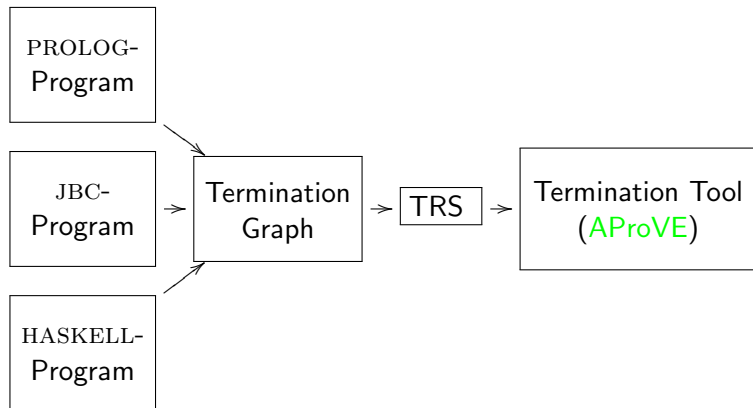 PROLOG-
Program
JBC-
Program
HASKELL-
Program
Termination
Graph
TRS
Termination Tool
(AProVE)